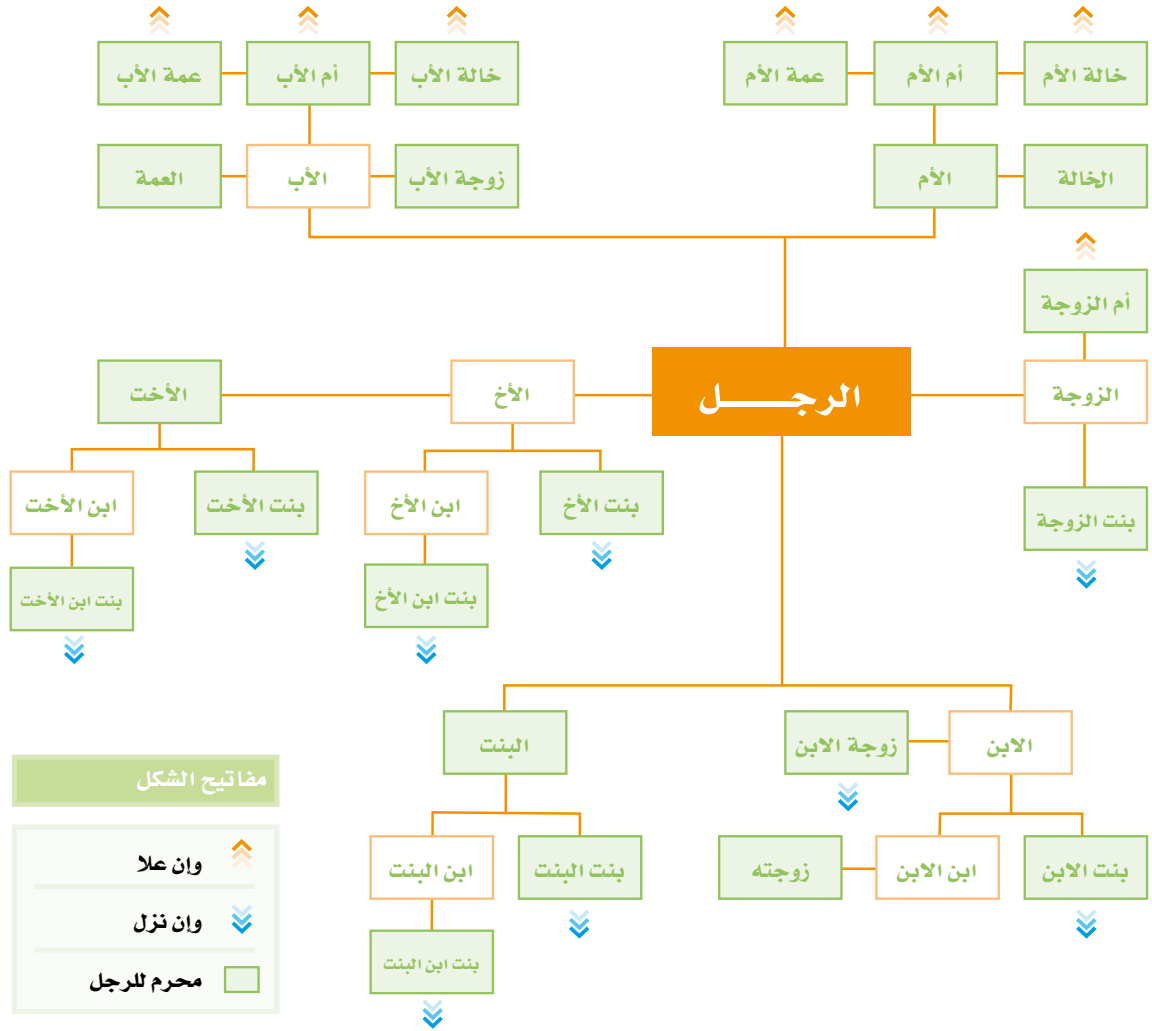 خالة الأم
أم الأم
عمة الأم
خالة الأب
أم الأب
عمة الأب
الخالة
الأم
زوجة الأب
الأب
العمة
أم الزوجة
الزوجة
الرجـــــل
الأخ
الأخت
بنت الزوجة
بنت الأخ
ابن الأخ
بنت الأخت
ابن الأخت
بنت ابن الأخ
بنت ابن الأخت
الابن
زوجة الابن
البنت
بنت الابن
ابن الابن
زوجته
بنت البنت
ابن البنت
بنت ابن البنت
مفاتيح الشكل
وإن علا
وإن نزل
محرم للرجل